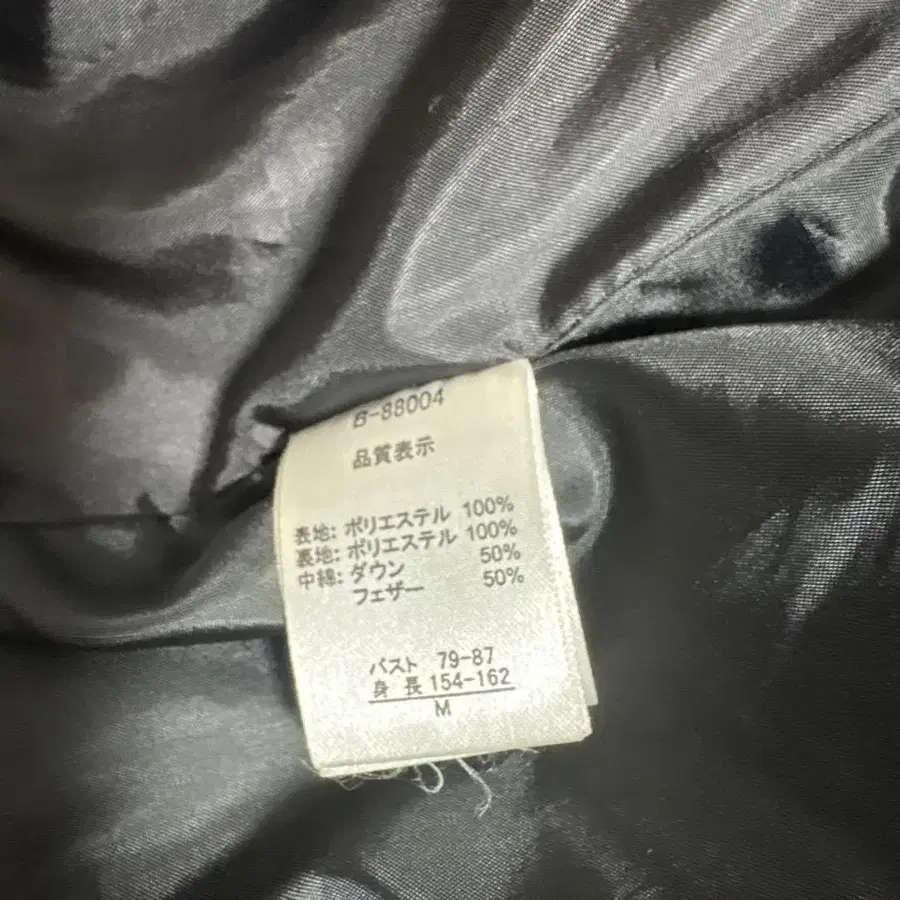 6-88004
品質表示
表地: ポリエステル 100%
裏地: ポリエステル 100%
中綿: ダウン 50%
フェザー 50%
バスト 79-87
身長 154-162
M